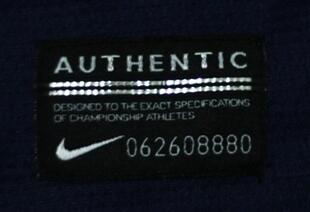 AUTHENTIC
DESIGNED TO THE EXACT SPECIFICATIONS
OF CHAMPIONSHIP ATHLETES
062608880